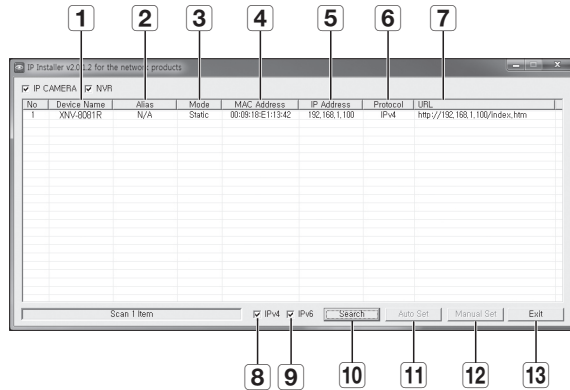 1 2 3 4 5 6 7
IP Installer v2.0.1.2 for the network products
IP CAMERA NVR
No Device Name Alias Mode MAC Address IP Address Protocol URL
1 XNV-8081R N/A Static 00:09:18:E1:13:42 192,168,1,100 IPv4 http://192,168,1,100/index,htm
Scan 1 Item IPv4 IPv6 Search Auto Set Manual Set Exit
8 9 10 11 12 13